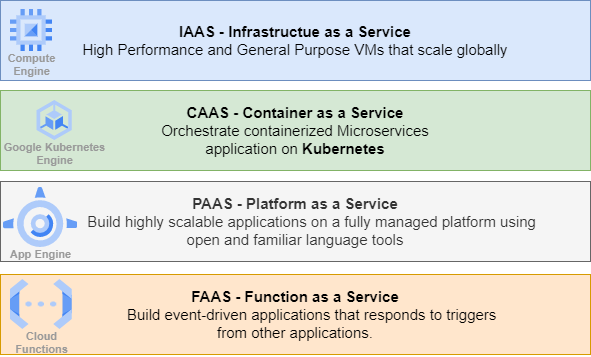 IAAS - Infrastructue as a Service
High Performance and General Purpose VMs that scale globally
Compute
Engine
CAAS - Container as a Service
Orchestrate containerized Microservices
application on Kubernetes
Google Kubernetes
Engine
PAAS - Platform as a Service
Build highly scalable applications on a fully managed platform using
open and familiar language tools
App Engine
FAAS - Function as a Service
Build event-driven applications that responds to triggers
from other applications.
Cloud
Functions